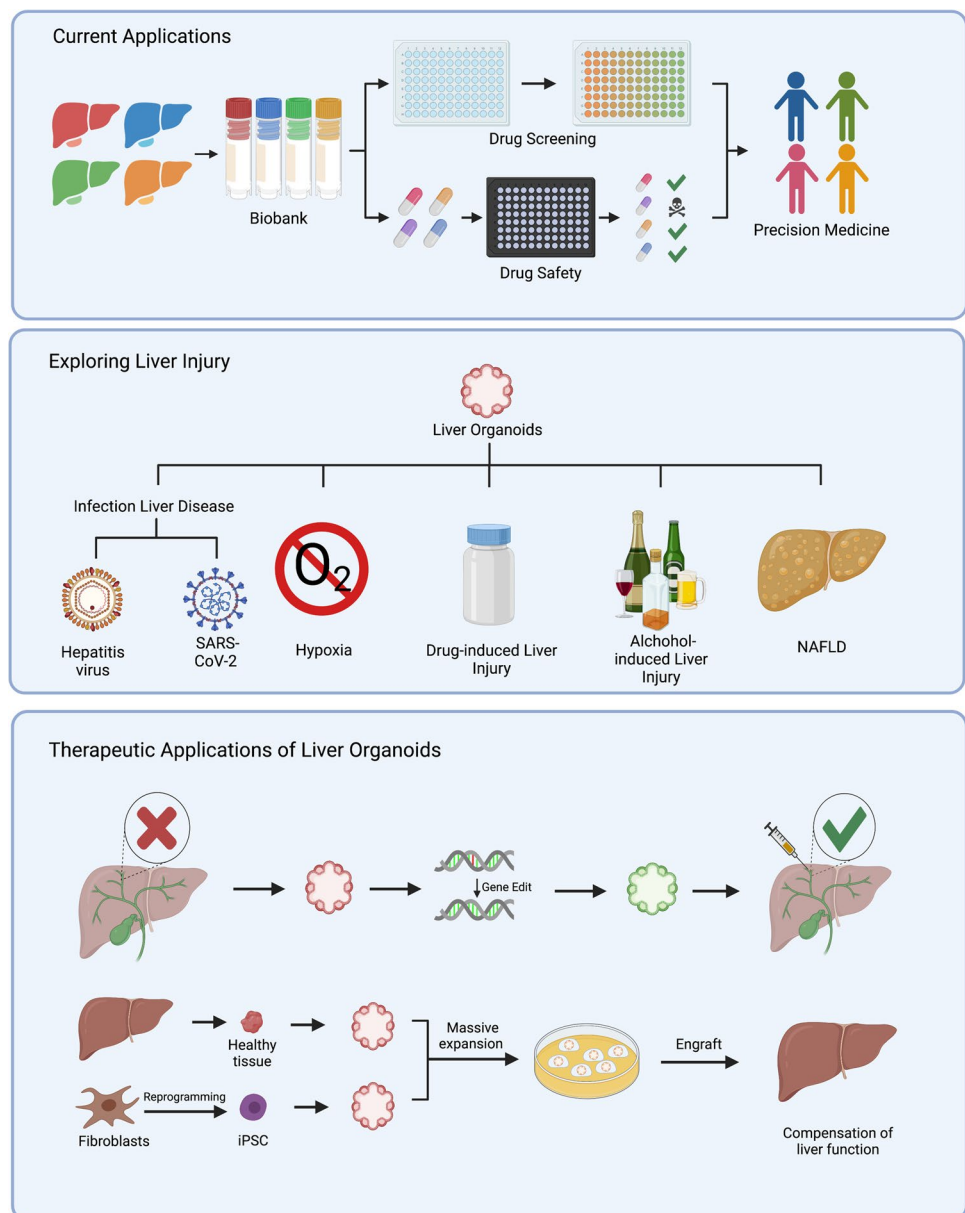 Current Applications
Biobank
Drug Screening
Drug Safety
Precision Medicine
Exploring Liver Injury
Liver Organoids
Infection Liver Disease
Hepatitis
virus
SARS-
CoV-2
O2
Hypoxia
Drug-induced Liver
Injury
Alchohol-
induced Liver
Injury
NAFLD
Therapeutic Applications of Liver Organoids
Gene Edit
Healthy
tissue
Massive
expansion
Engraft
Reprogramming
Fibroblasts
iPSC
Compensation of
liver function